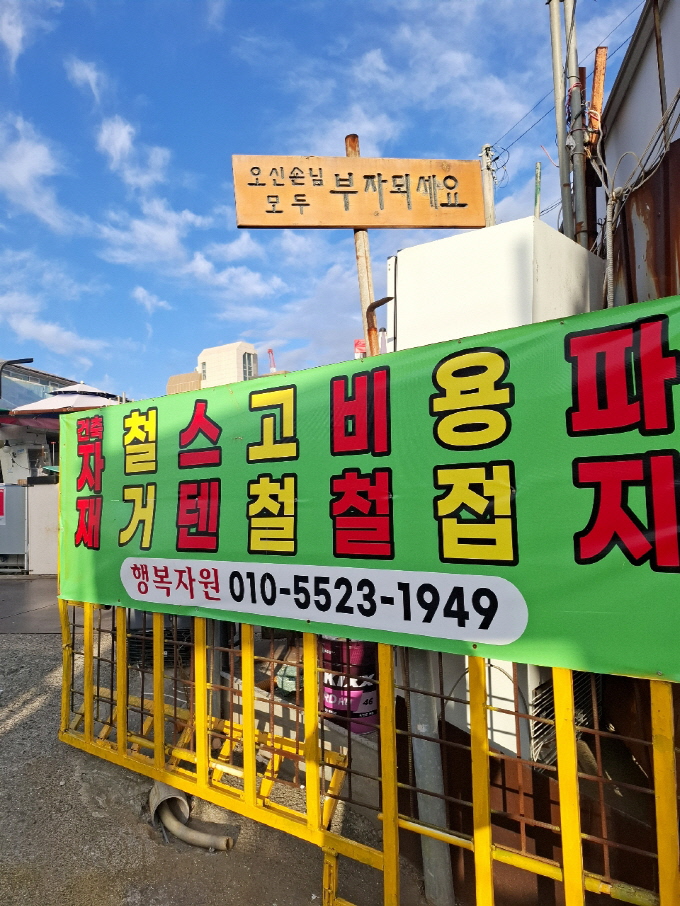 오신손님
모두 부자되세요
건축
자재 철거 스텐 고철 비철 용접 파지
행복자원 010-5523-1949